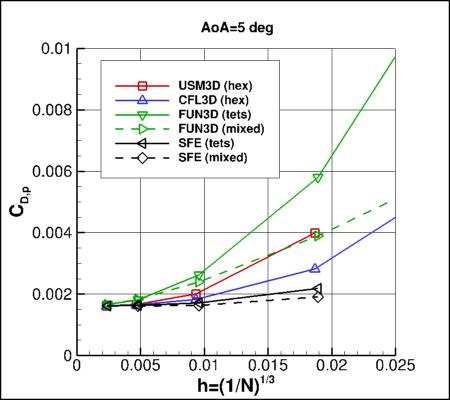 AoA=5 deg
0.01
0.008
0.006
0.004
0.002
0
C_D,p
USM3D (hex)
CFL3D (hex)
FUN3D (tets)
FUN3D (mixed)
SFE (tets)
SFE (mixed)
0 0.005 0.01 0.015 0.02 0.025
h=(1/N)^1/3